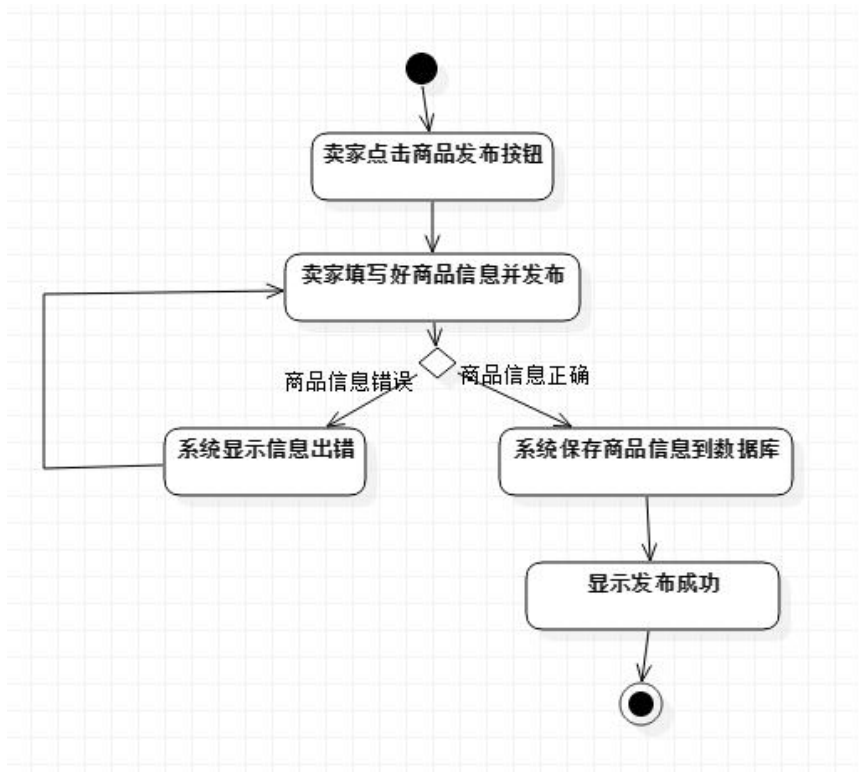 卖家点击商品发布按钮
卖家填写好商品信息并发布
商品信息错误
商品信息正确
系统显示信息出错
系统保存商品信息到数据库
显示发布成功